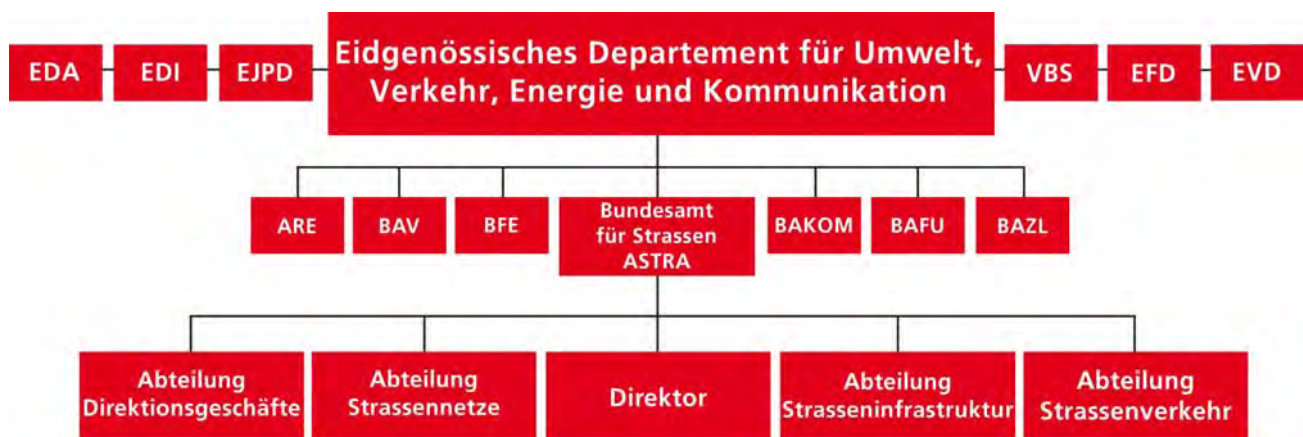 EDA
EDI
EJPD
Eidgenössisches Departement für Umwelt,
Verkehr, Energie und Kommunikation
VBS
EFD
EVD
ARE
BAV
BFE
Bundesamt
für Strassen
ASTRA
BAKOM
BAFU
BAZL
Abteilung
Direktionsgeschäfte
Abteilung
Strassennetze
Direktor
Abteilung
Strasseninfrastruktur
Abteilung
Strassenverkehr